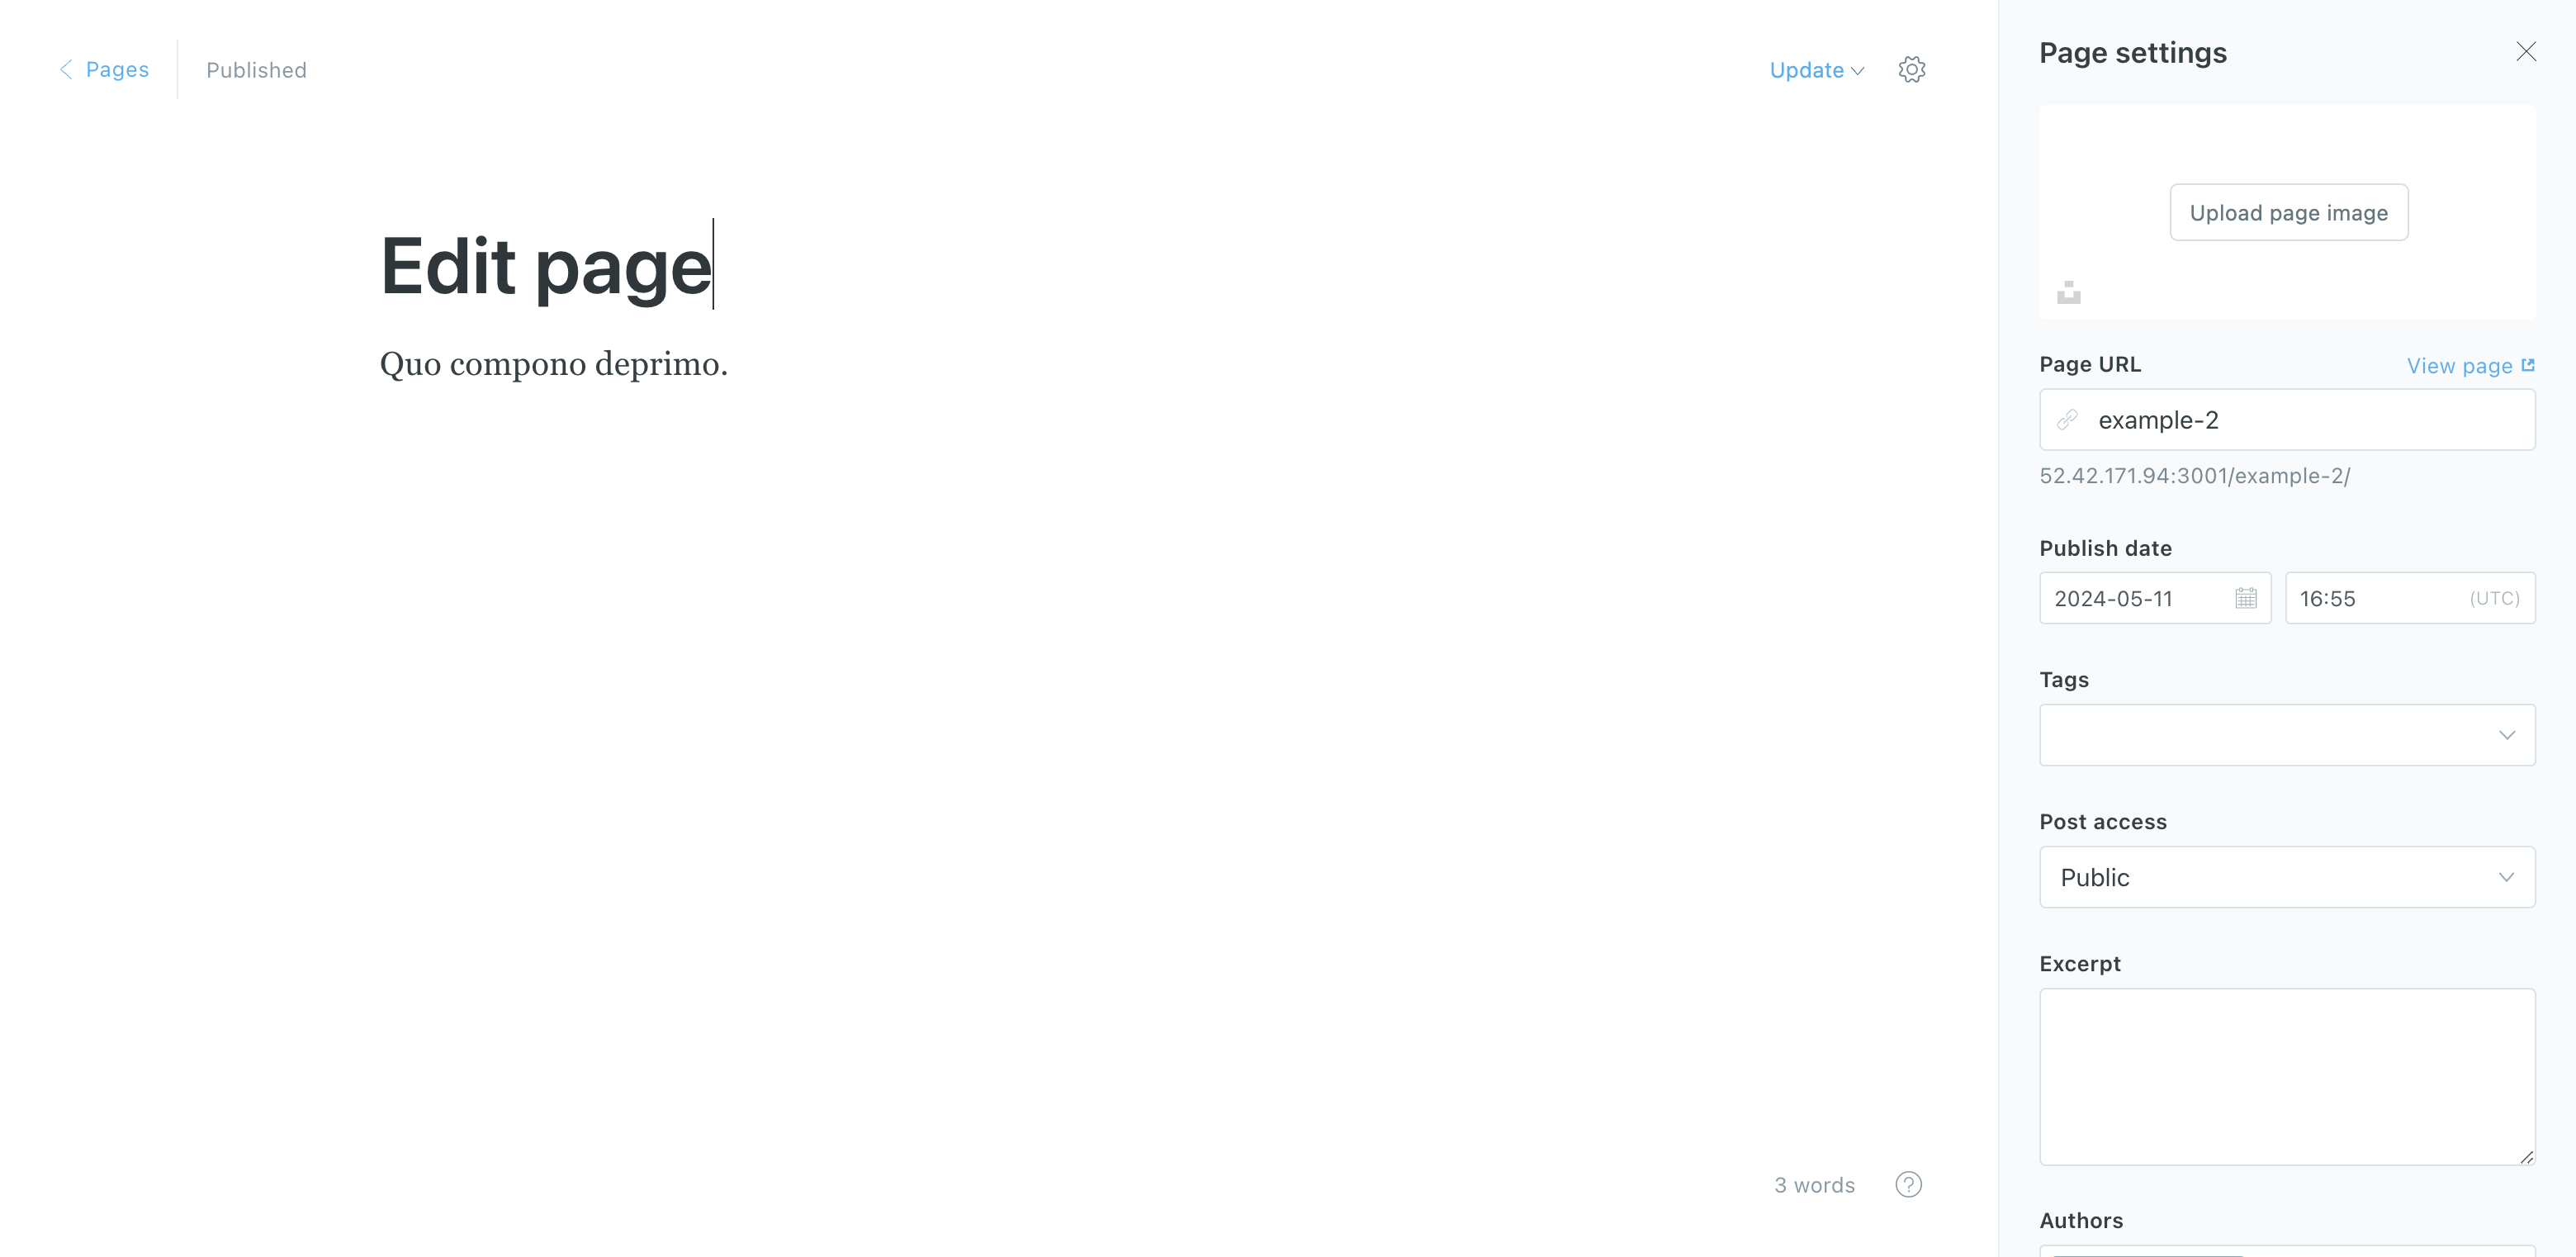 Pages
Published
Update
Edit page
Quo compono deprimo.
3 words
Page settings
Upload page image
Page URL
View page
example-2
52.42.171.94:3001/example-2/
Publish date
2024-05-11
16:55
(UTC)
Tags
Post access
Public
Excerpt
Authors